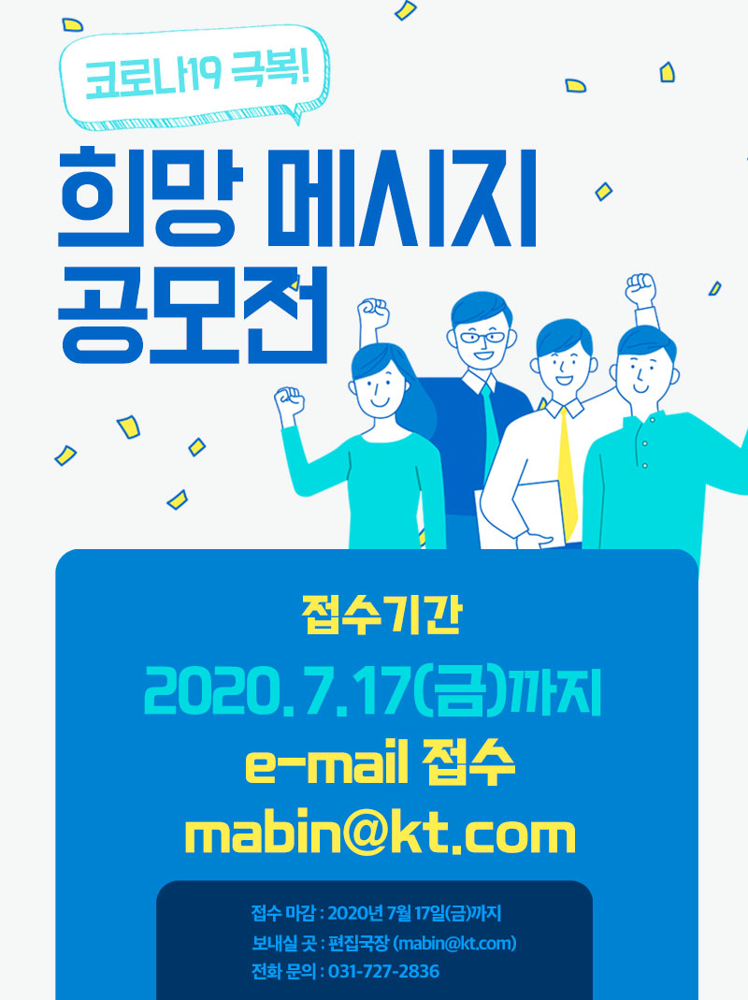 코로나19 극복!
희망 메시지
공모전
접수기간
2020. 7. 17(금)까지
e-mail 접수
mabin@kt.com
접수 마감 : 2020년 7월 17일(금)까지
보내실 곳 : 편집국장 (mabin@kt.com)
전화 문의 : 031-727-2836